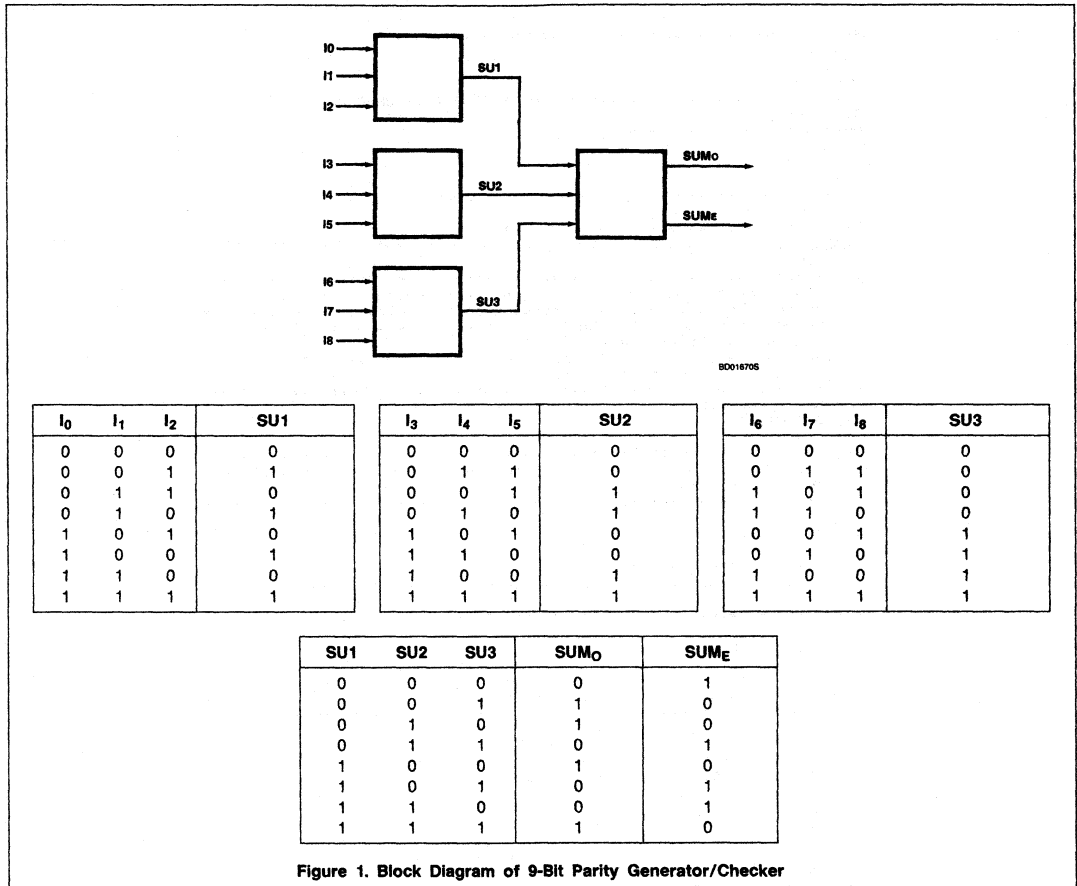 I0
I1
SU1
I2
I3
SUMO
I4
SU2
I5
SUME
I6
SU3
I7
I8
BD01670S
I0 I1 I2 SU1
0 0 0 0
0 0 1 1
0 1 1 0
0 1 0 1
1 0 1 0
1 0 0 1
1 1 0 0
1 1 1 1
I3 I4 I5 SU2
0 0 0 0
0 1 1 0
0 0 1 1
0 1 0 1
1 0 1 0
1 1 0 0
1 0 0 1
1 1 1 1
I6 I7 I8 SU3
0 0 0 0
0 1 1 0
1 0 1 0
1 1 0 0
0 0 1 1
0 1 0 1
1 0 0 1
1 1 1 1
SU1 SU2 SU3 SUMO SUME
0 0 0 0 1
0 0 1 1 0
0 1 0 1 0
0 1 1 0 1
1 0 0 1 0
1 0 1 0 1
1 1 0 0 1
1 1 1 1 0
Figure 1. Block Diagram of 9-Bit Parity Generator/Checker